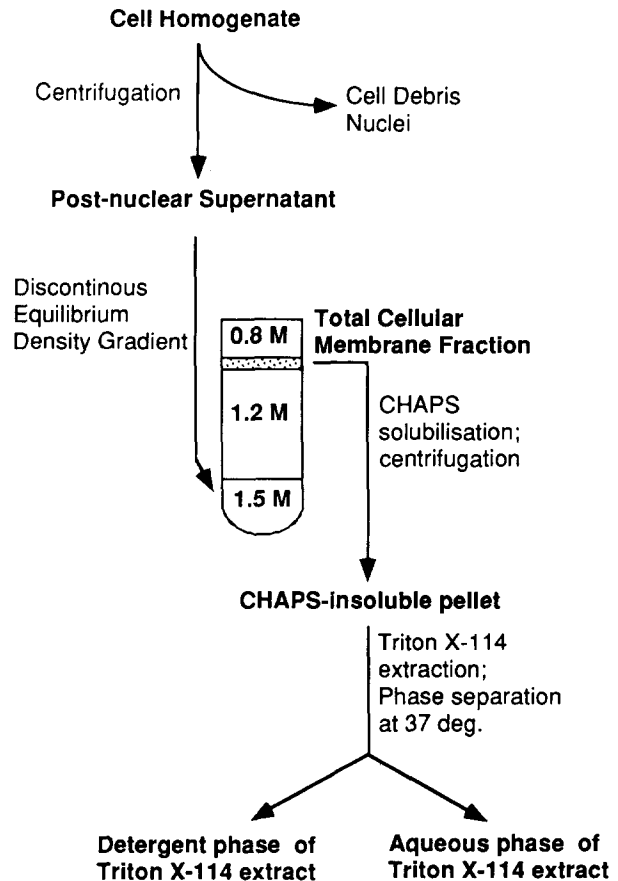 Cell Homogenate
Centrifugation
Cell Debris
Nuclei
Post-nuclear Supernatant
Discontinous
Equilibrium
Density Gradient
0.8 M
Total Cellular
Membrane Fraction
1.2 M
CHAPS
solubilisation;
centrifugation
1.5 M
CHAPS-insoluble pellet
Triton X-114
extraction;
Phase separation
at 37 deg.
Detergent phase of
Triton X-114 extract
Aqueous phase of
Triton X-114 extract